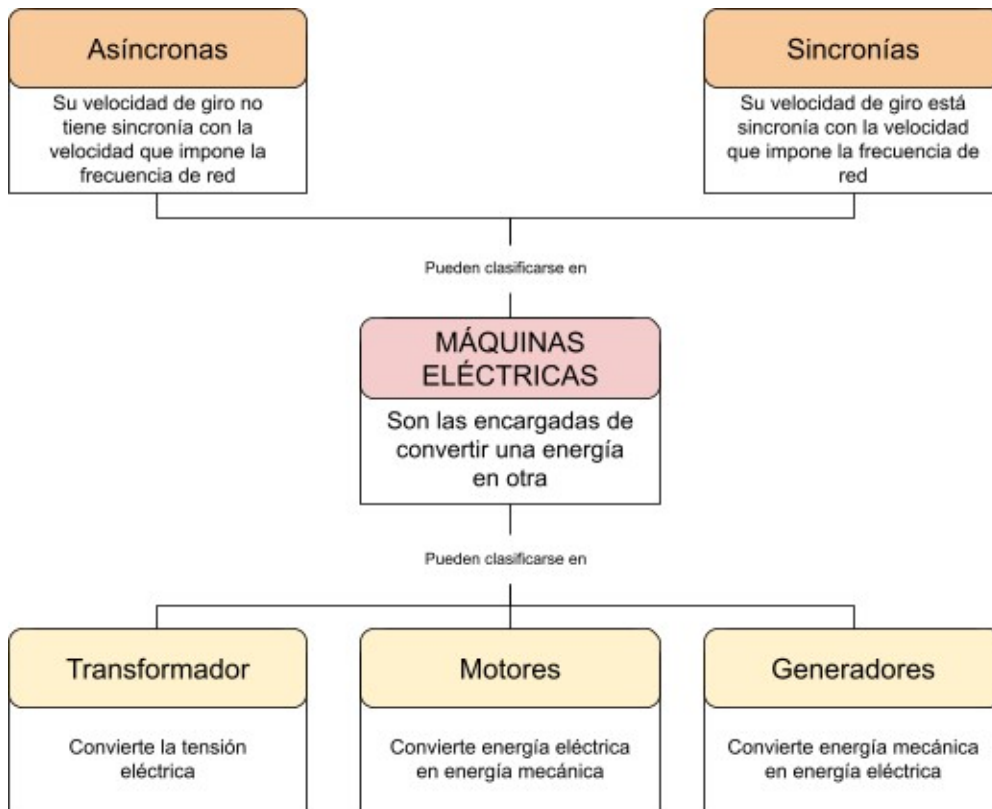 Asíncronas
Su velocidad de giro no
tiene sincronía con la
velocidad que impone la
frecuencia de red
Sincronías
Su velocidad de giro está
sincronía con la velocidad
que impone la frecuencia de
red
Pueden clasificarse en
MÁQUINAS
ELÉCTRICAS
Son las encargadas de
convertir una energía
en otra
Pueden clasificarse en
Transformador
Convierte la tensión
eléctrica
Motores
Convierte energía eléctrica
en energía mecánica
Generadores
Convierte energía mecánica
en energía eléctrica